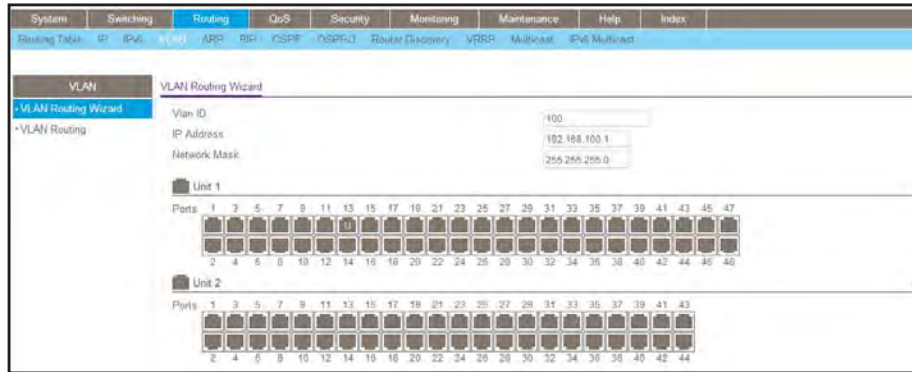 System Switching Routing QoS Security Monitoring Maintenance Help Index
Routing Table IP IPv6 VLAN ARP RIP OSPF OSPFv3 Router Discovery VRRP Multicast IPv6 Multicast
VLAN
VLAN Routing Wizard
VLAN Routing Wizard
VLAN Routing
Vlan ID 100
IP Address 192.168.100.1
Network Mask 255.255.255.0
Unit 1
Ports 1 3 5 7 9 11 13 15 17 19 21 23 25 27 29 31 33 35 37 39 41 43 45 47
U
2 4 6 8 10 12 14 16 18 20 22 24 26 28 30 32 34 36 38 40 42 44 46 48
Unit 2
Ports 1 3 5 7 9 11 13 15 17 19 21 23 25 27 29 31 33 35 37 39 41 43
2 4 6 8 10 12 14 16 18 20 22 24 26 28 30 32 34 36 38 40 42 44